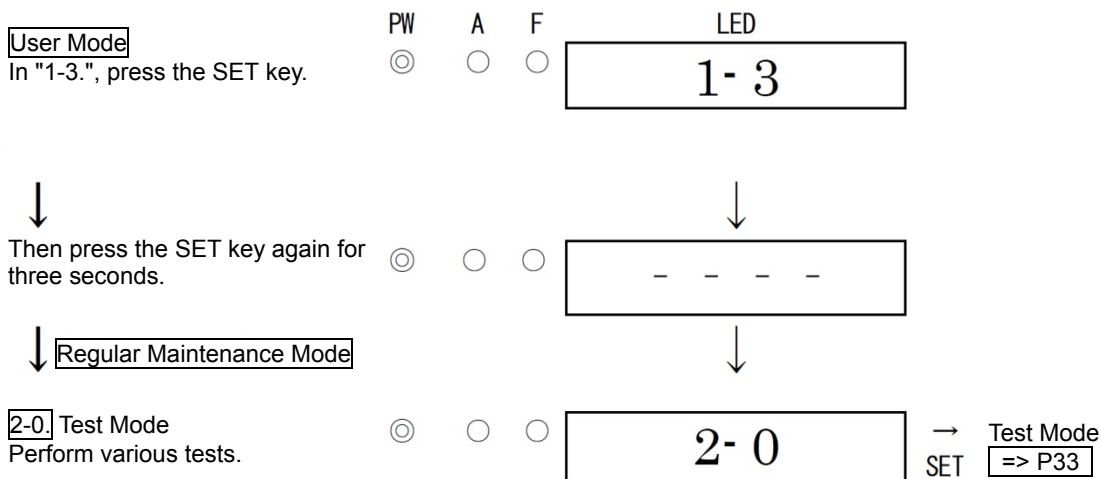 PW A F LED
User Mode
In "1-3.", press the SET key.
◎ ○ ○ 1- 3
↓ ↓
Then press the SET key again for
three seconds.
◎ ○ ○ - - - -
↓ Regular Maintenance Mode ↓
2-0. Test Mode
Perform various tests.
◎ ○ ○ 2- 0 → Test Mode
SET => P33